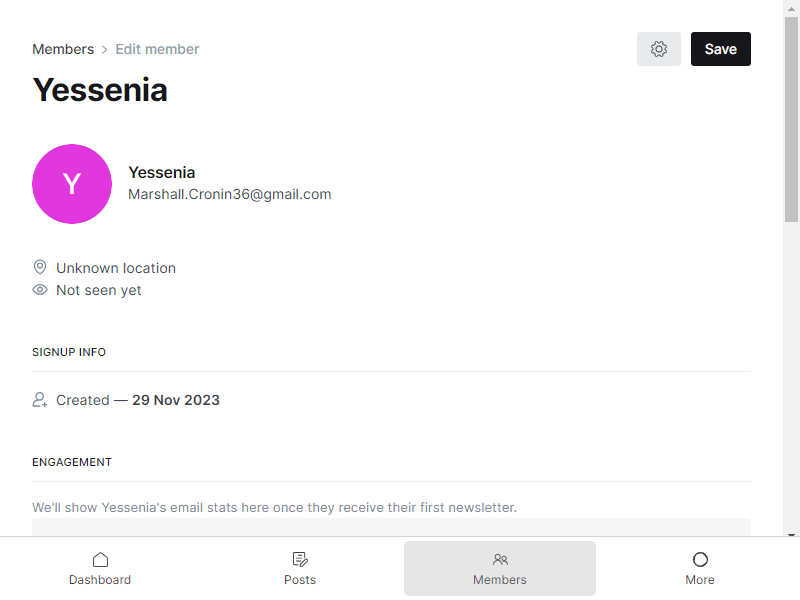 Members > Edit member
Save
Yessenia
Y
Yessenia
Marshall.Cronin36@gmail.com
Unknown location
Not seen yet
SIGNUP INFO
Created — 29 Nov 2023
ENGAGEMENT
We'll show Yessenia's email stats here once they receive their first newsletter.
Dashboard
Posts
Members
More